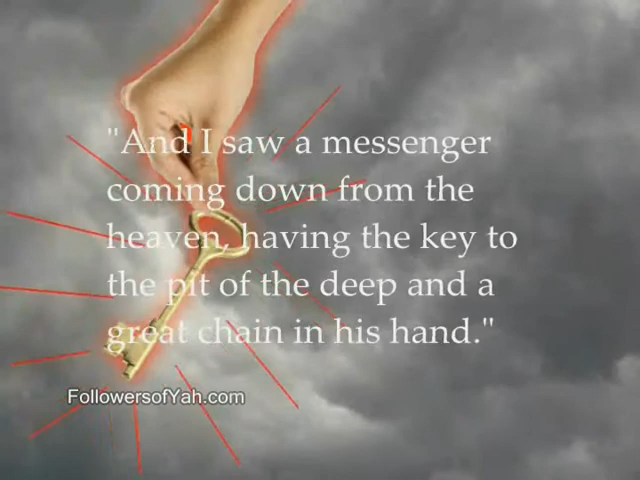 "And I saw a messenger
coming down from the
heaven, having the key to
the pit of the deep and a
great chain in his hand."
FollowersofYah.com